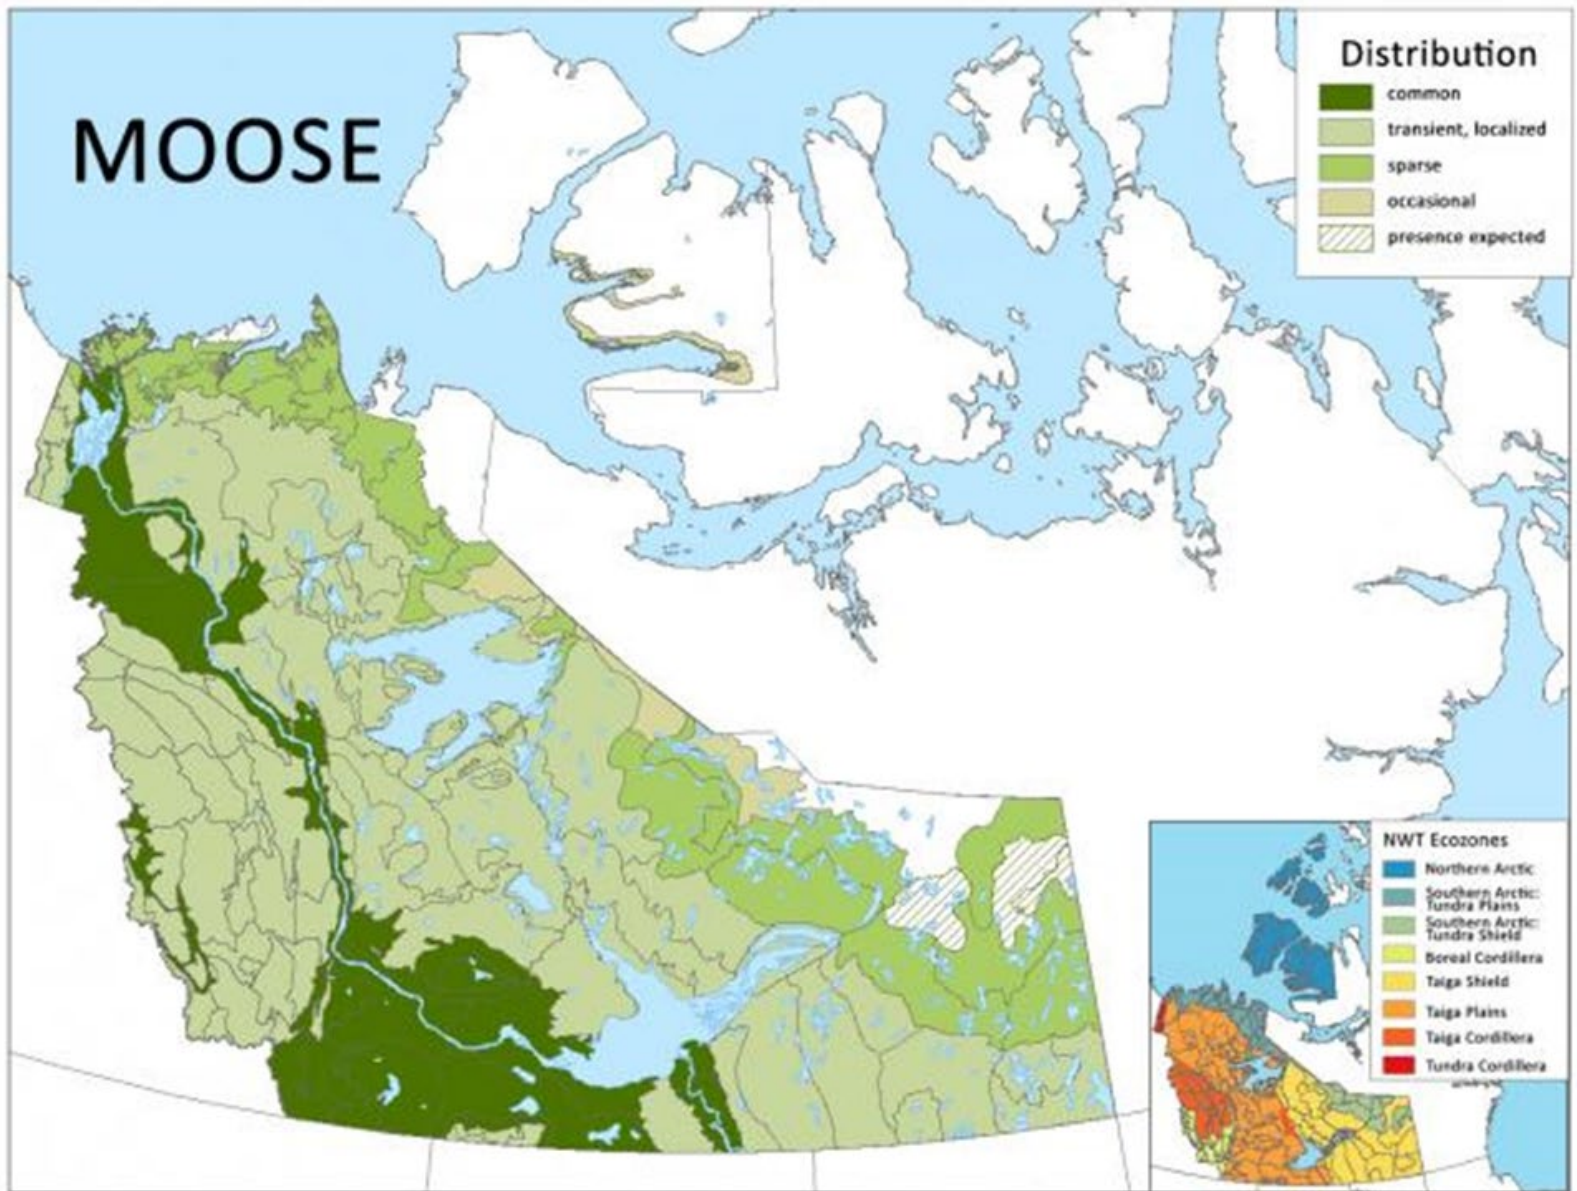 MOOSE
Distribution
common
transient, localized
sparse
occasional
presence expected
NWT Ecozones
Northern Arctic
Southern Arctic:
Tundra Plains
Southern Arctic:
Tundra Shield
Boreal Cordillera
Taiga Shield
Taiga Plains
Taiga Cordillera
Tundra Cordillera